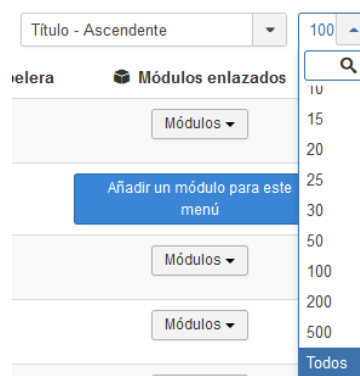 Título - Ascendente
100
pelera
Módulos enlazados
10
Módulos
15
20
Añadir un módulo para este
menú
25
30
50
Módulos
100
200
Módulos
500
Todos